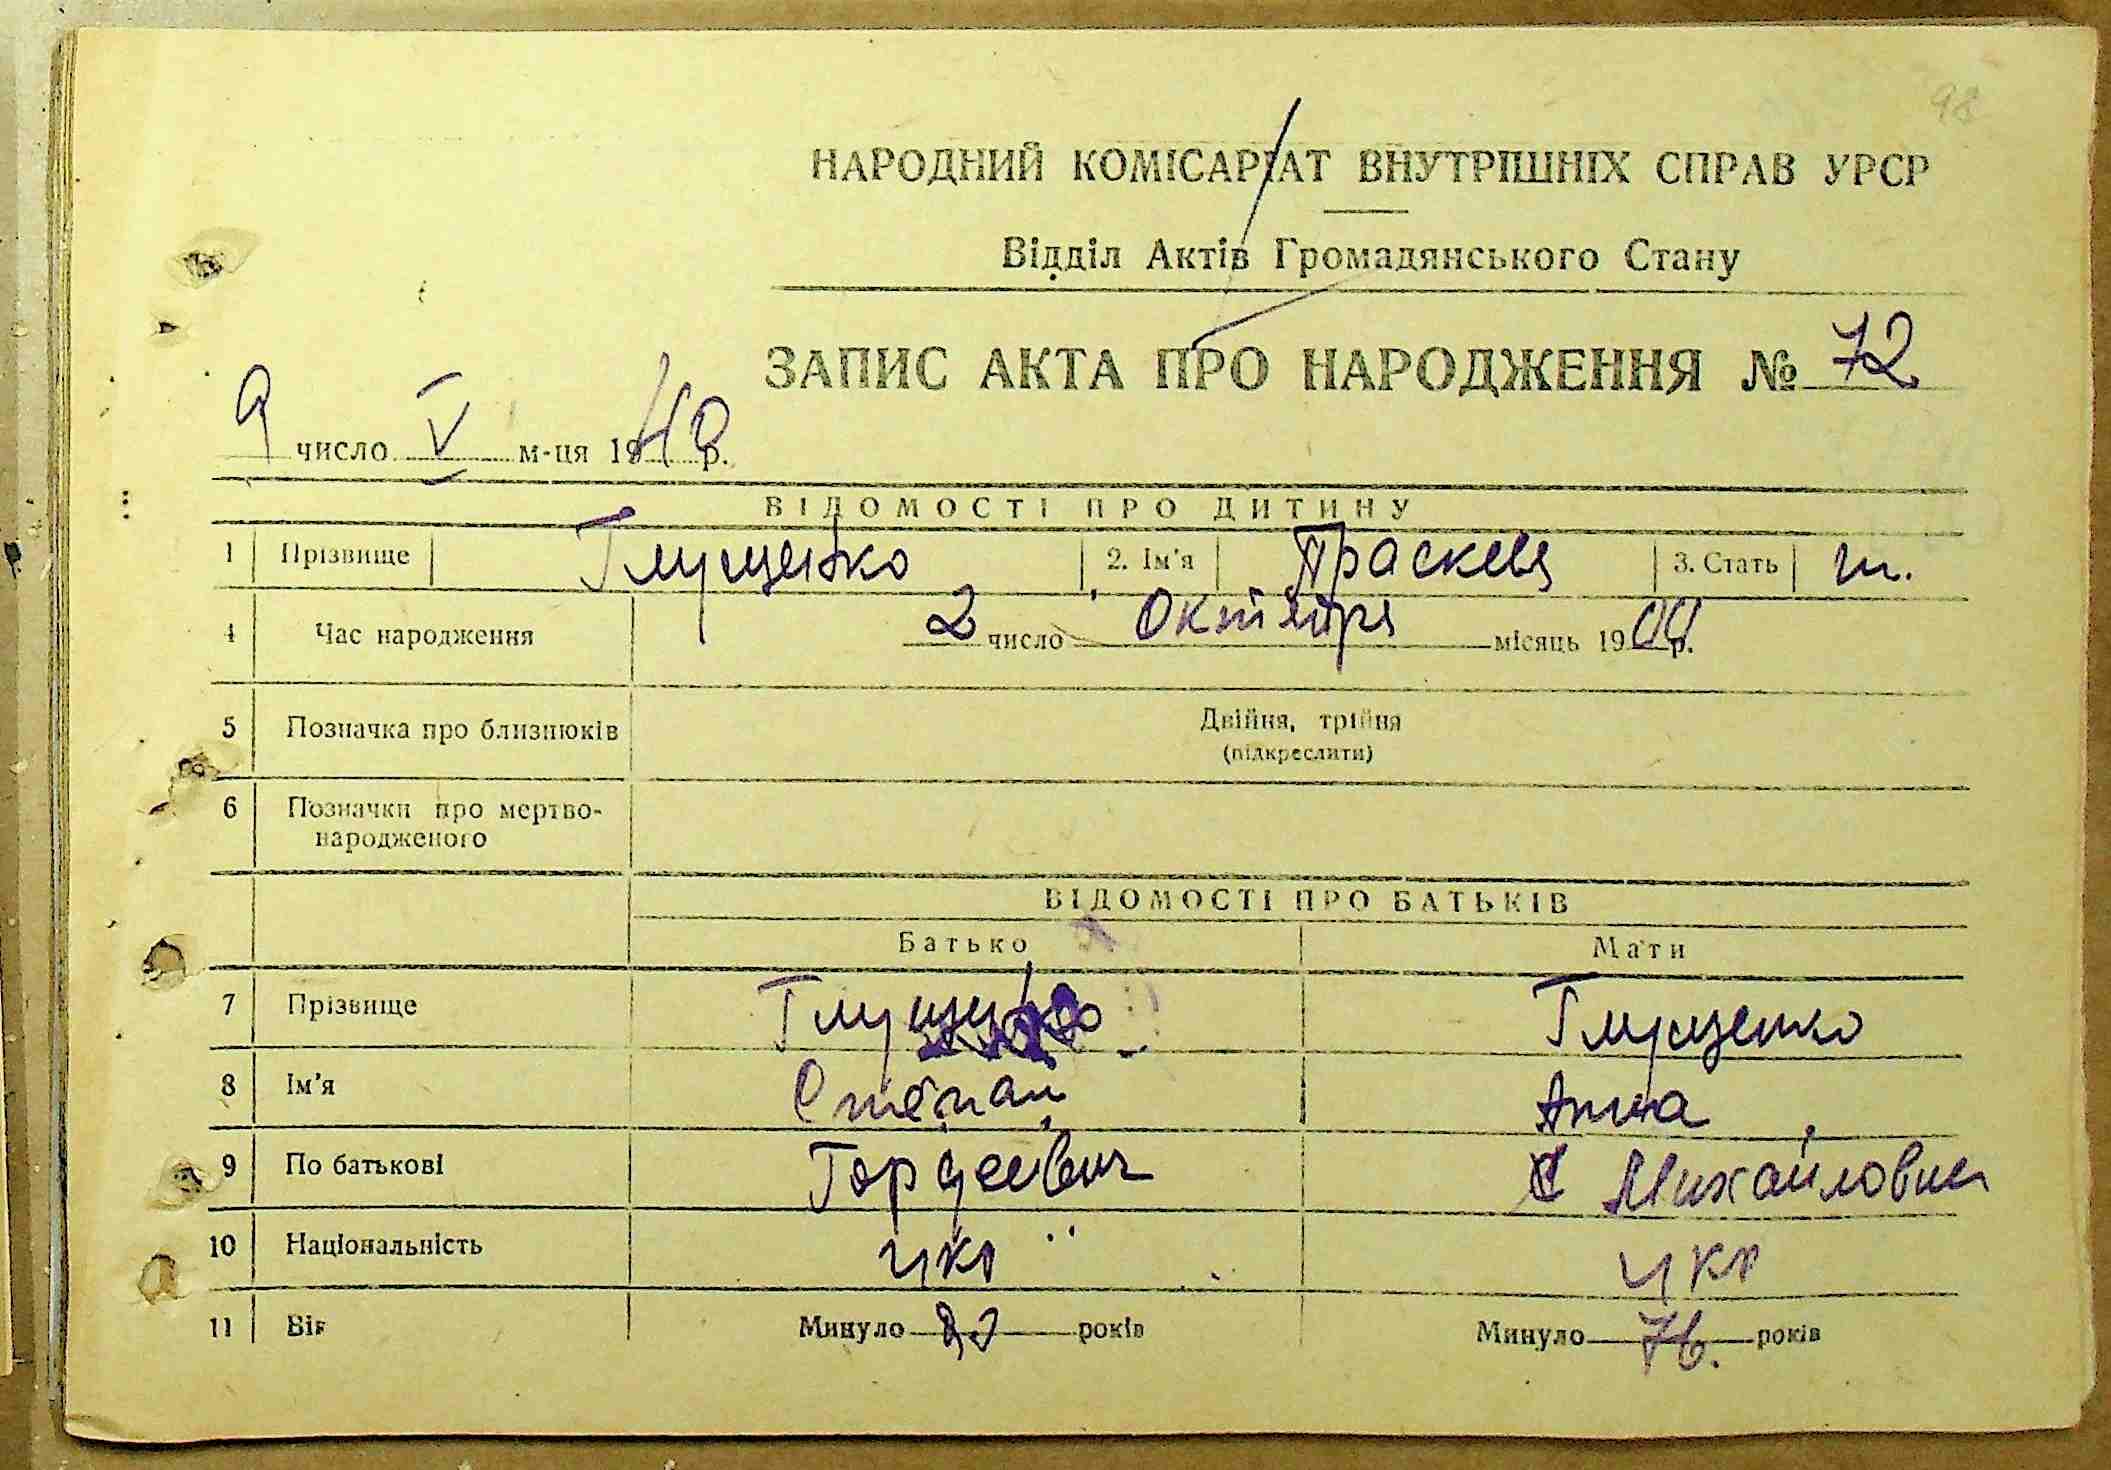 98
НАРОДНИЙ КОМІСАРІАТ ВНУТРІШНІХ СПРАВ УРСР
Відділ Актів Громадянського Стану
ЗАПИС АКТА ПРО НАРОДЖЕННЯ № 72
9 число V м-ця 1940 р.
ВІДОМОСТІ ПРО ДИТИНУ
1 Прізвище Глущенко 2. Ім'я Праскева 3. Стать ж.
4 Час народження 2 число Октября місяць 1900 р.
5 Позначка про близнюків Двійня, трійня
(підкреслити)
6 Позначки про мертво-
народженого
ВІДОМОСТІ ПРО БАТЬКІВ
Батько Мати
7 Прізвище Глущенко Глущенко
8 Ім'я Степан Анна
9 По батькові Гордеевич Михайловна
10 Національність укр укр
11 Вік Минуло років Минуло 76. років